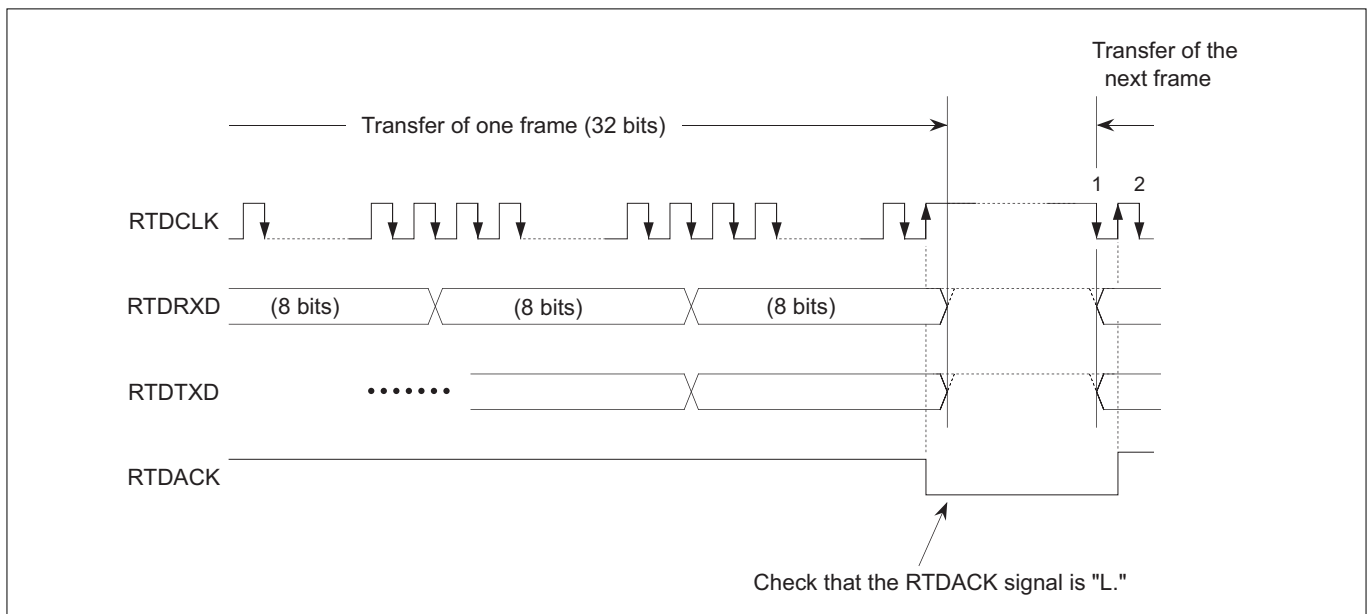 Transfer of the
next frame
Transfer of one frame (32 bits)
1 2
RTDCLK
RTDRXD (8 bits) (8 bits) (8 bits)
RTDTXD
RTDACK
Check that the RTDACK signal is "L."